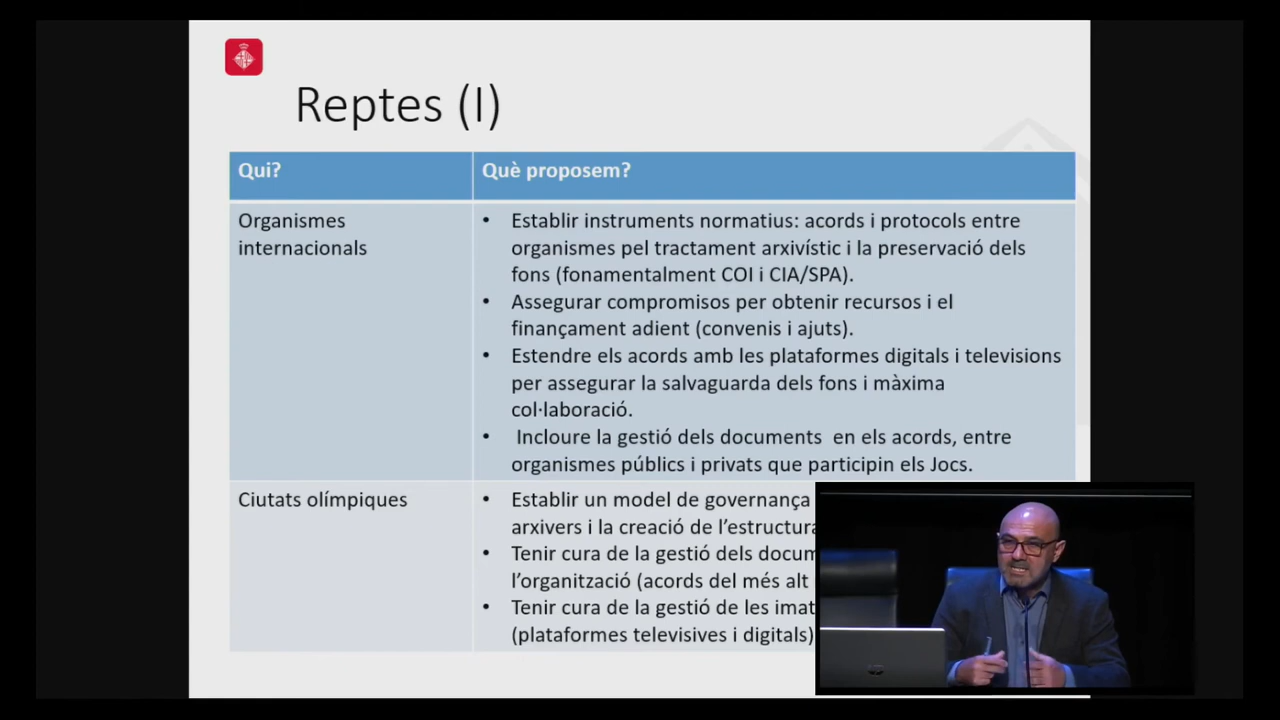 Reptes (I)
Qui?
Què proposem?
Organismes
internacionals
• Establir instruments normatius: acords i protocols entre
organismes pel tractament arxivístic i la preservació dels
fons (fonamentalment COI i CIA/SPA).
• Assegurar compromisos per obtenir recursos i el
finançament adient (convenis i ajuts).
• Estendre els acords amb les plataformes digitals i televisions
per assegurar la salvaguarda dels fons i màxima
col·laboració.
• Incloure la gestió dels documents en els acords, entre
organismes públics i privats que participin els Jocs.
Ciutats olímpiques
• Establir un model de governança
arxivers i la creació de l’estructura
• Tenir cura de la gestió dels docum
l’organització (acords del més alt
• Tenir cura de la gestió de les imat
(plataformes televisives i digitals)